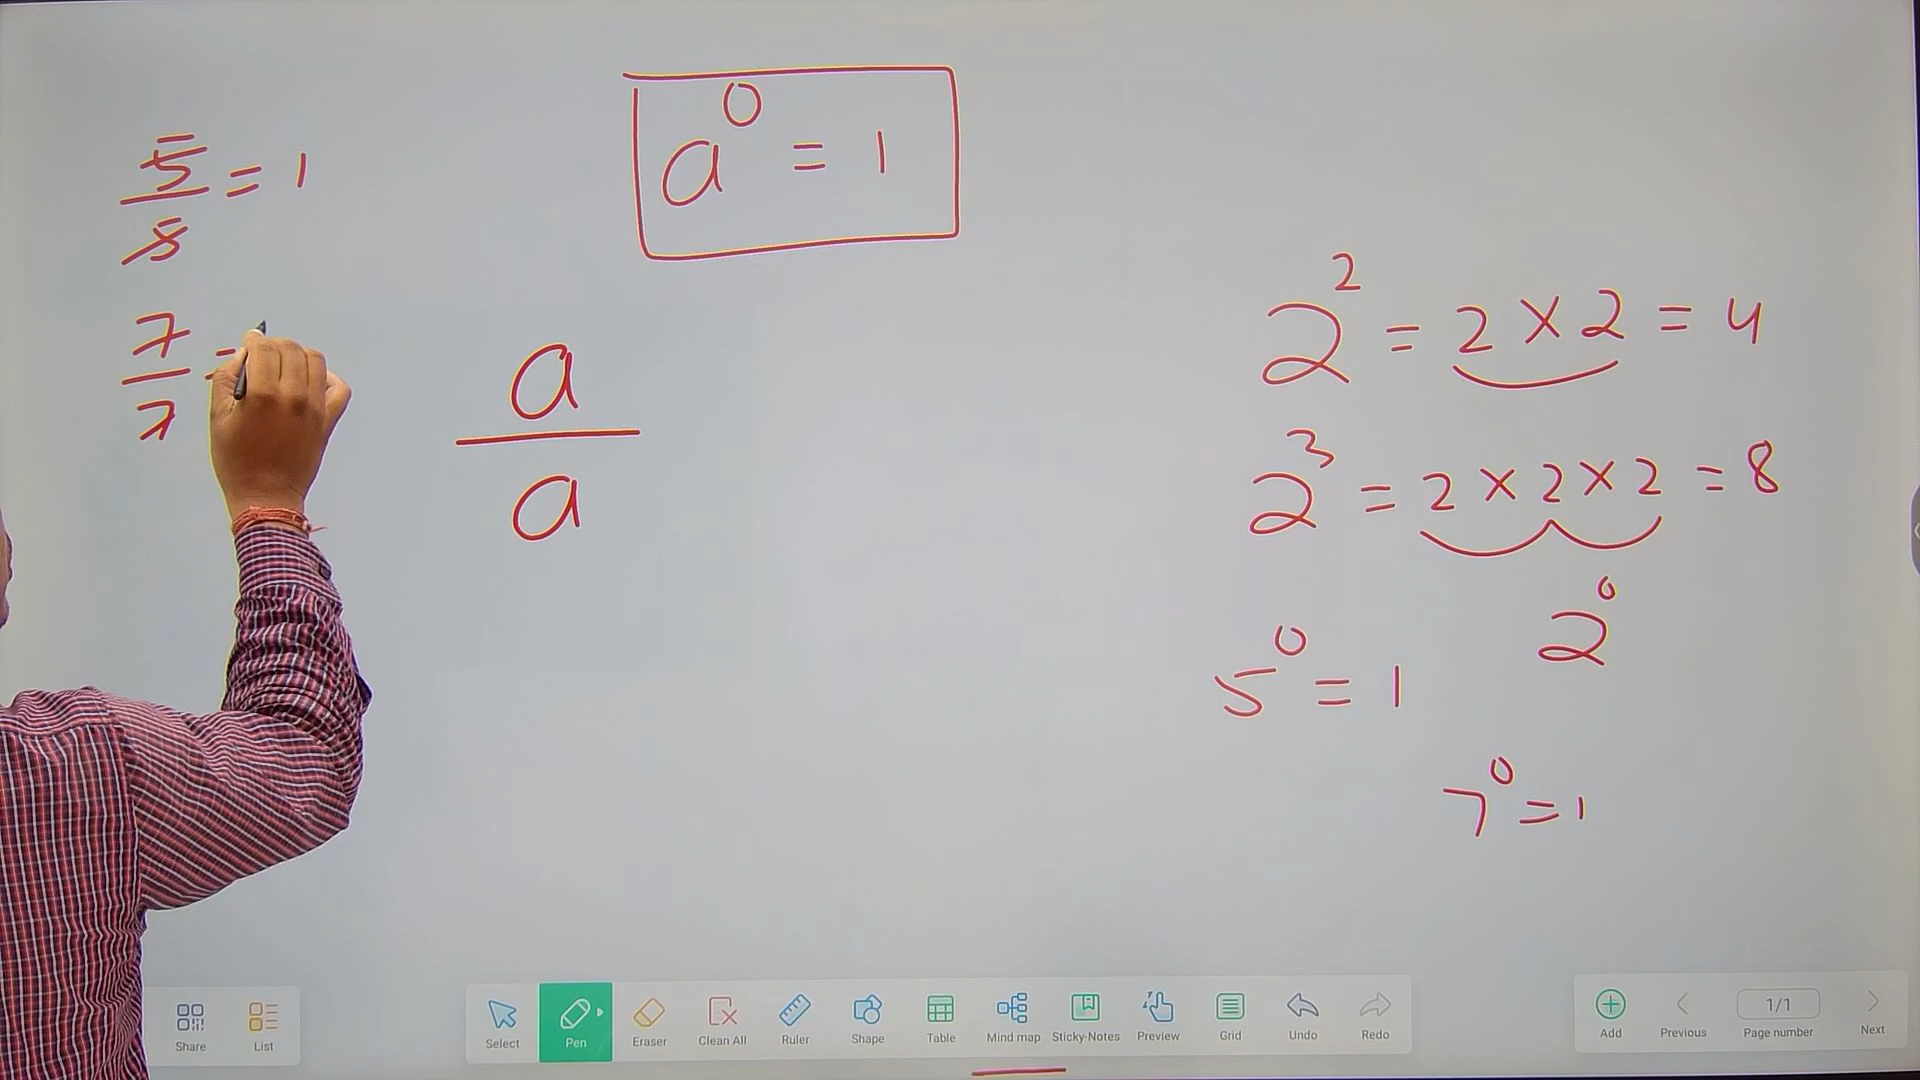 a⁰ = 1
5/5 = 1
7/7 =
a/a
2² = 2 × 2 = 4
2³ = 2 × 2 × 2 = 8
2⁰
5⁰ = 1
7⁰ = 1
Share
List
Select
Pen
Eraser
Clean All
Ruler
Shape
Table
Mind map
Sticky-Notes
Preview
Grid
Undo
Redo
Add
Previous
1/1
Page number
Next